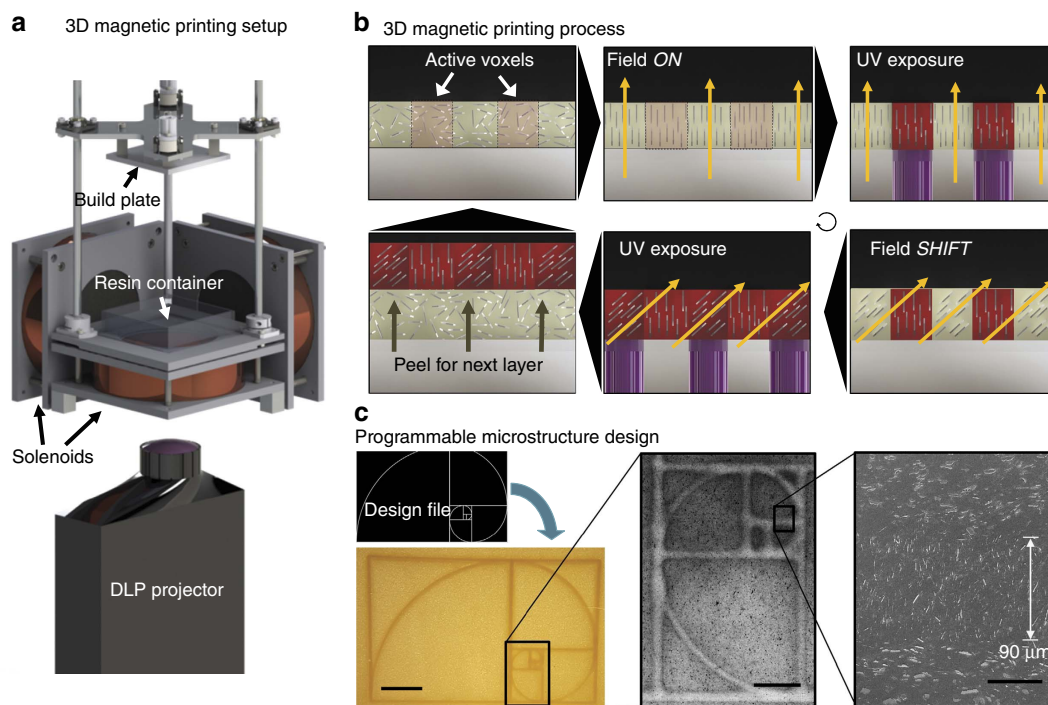 a
3D magnetic printing setup
Build plate
Resin container
Solenoids
DLP projector
b
3D magnetic printing process
Active voxels
Field ON
UV exposure
Peel for next layer
UV exposure
Field SHIFT
c
Programmable microstructure design
Design file
90 µm